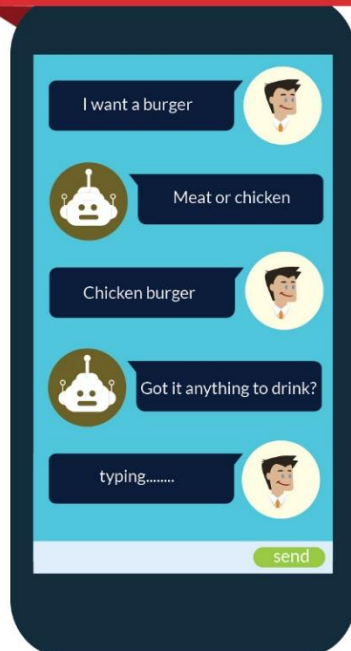 I want a burger
Meat or chicken
Chicken burger
Got it anything to drink?
typing........
send